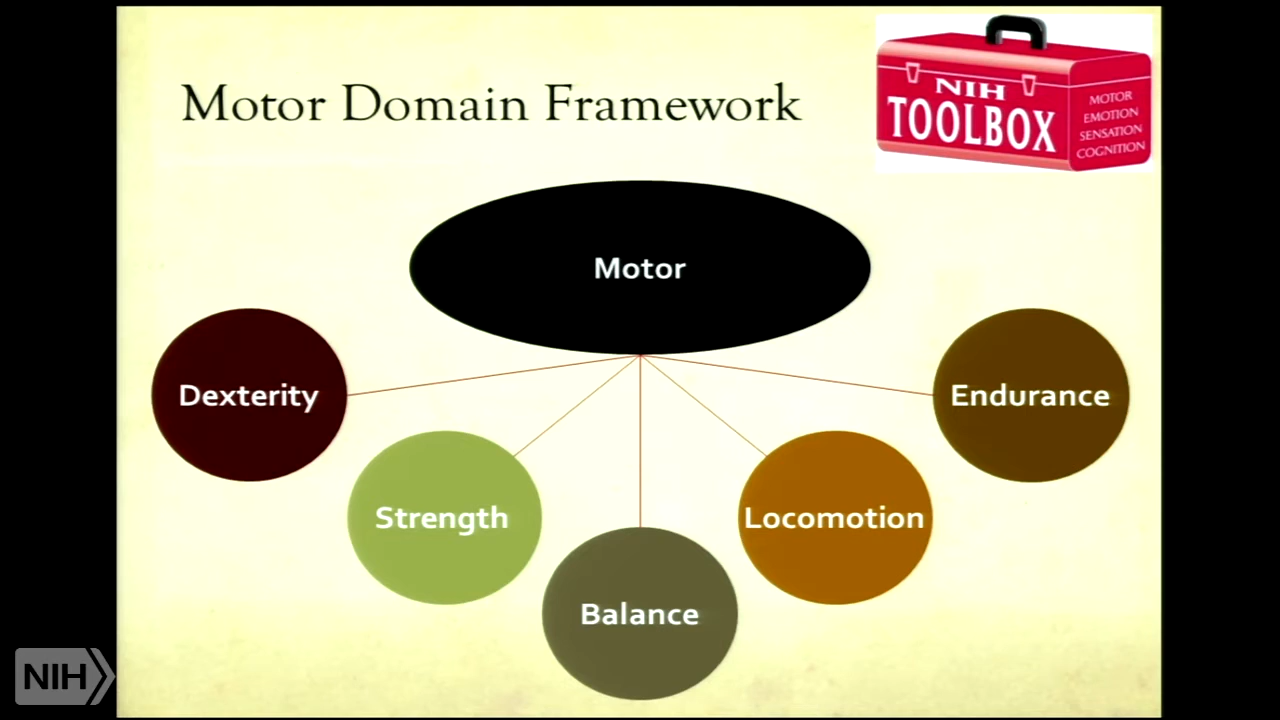 Motor Domain Framework
NIH
TOOLBOX
MOTOR
EMOTION
SENSATION
COGNITION
Motor
Dexterity
Endurance
Strength
Locomotion
Balance
NIH